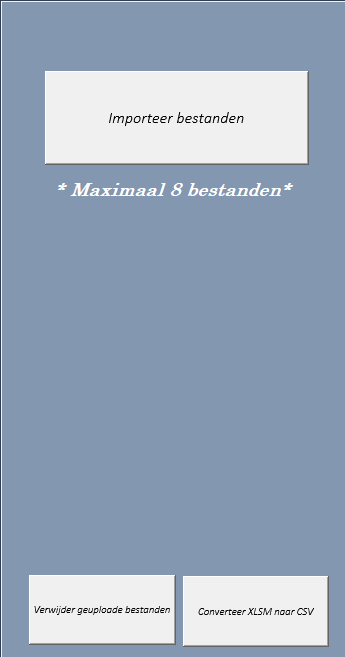 Importeer bestanden
* Maximaal 8 bestanden*
Verwijder geuploade bestanden
Converteer XLSM naar CSV